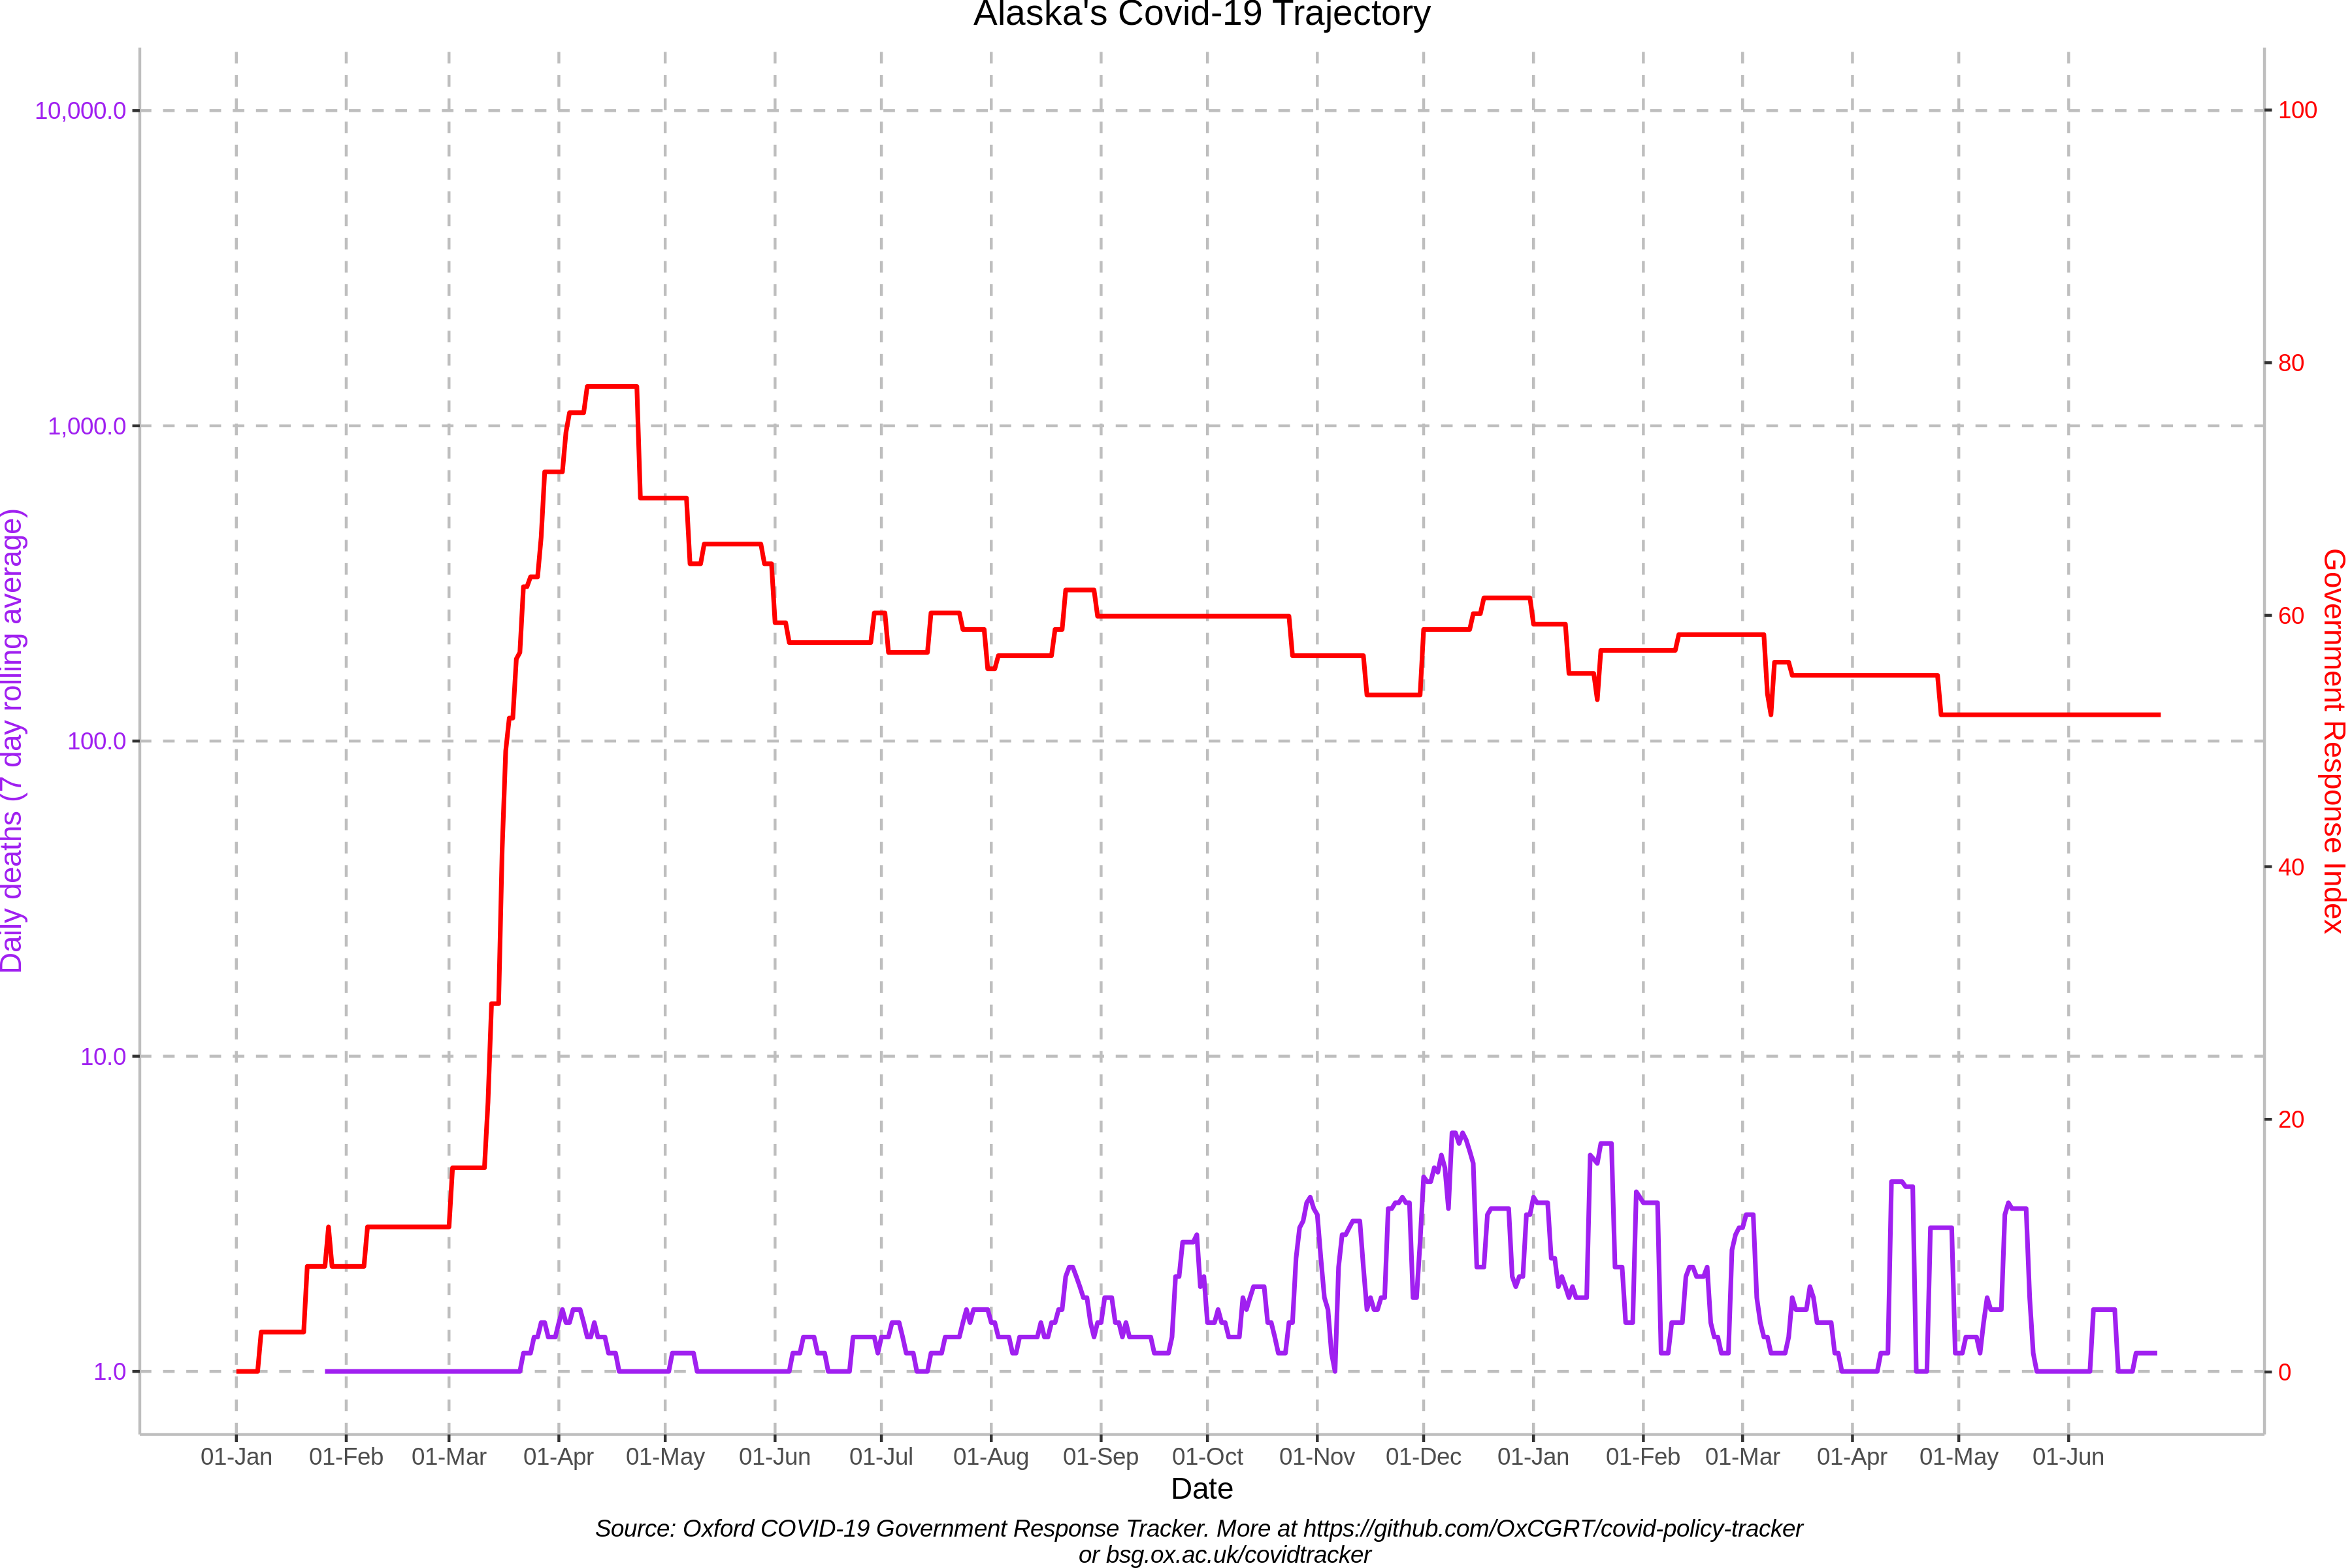 Alaska's Covid-19 Trajectory
10,000.0
1,000.0
100.0
10.0
1.0
Daily deaths (7 day rolling average)
100
80
60
40
20
0
Government Response Index
01-Jan 01-Feb 01-Mar 01-Apr 01-May 01-Jun 01-Jul 01-Aug 01-Sep 01-Oct 01-Nov 01-Dec 01-Jan 01-Feb 01-Mar 01-Apr 01-May 01-Jun
Date
Source: Oxford COVID-19 Government Response Tracker. More at https://github.com/OxCGRT/covid-policy-tracker
or bsg.ox.ac.uk/covidtracker